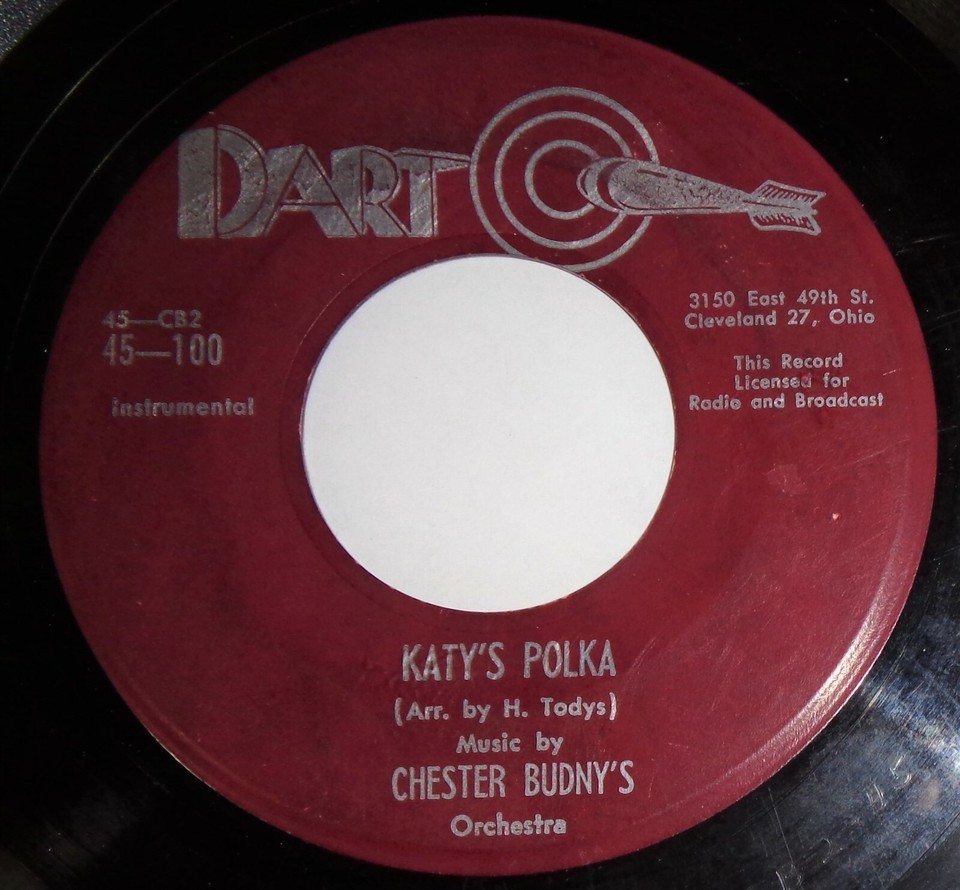 DART
45—CB2
45—100
instrumental
3150 East 49th St.
Cleveland 27, Ohio
This Record
Licensed for
Radio and Broadcast
KATY'S POLKA
(Arr. by H. Todys)
Music by
CHESTER BUDNY'S
Orchestra